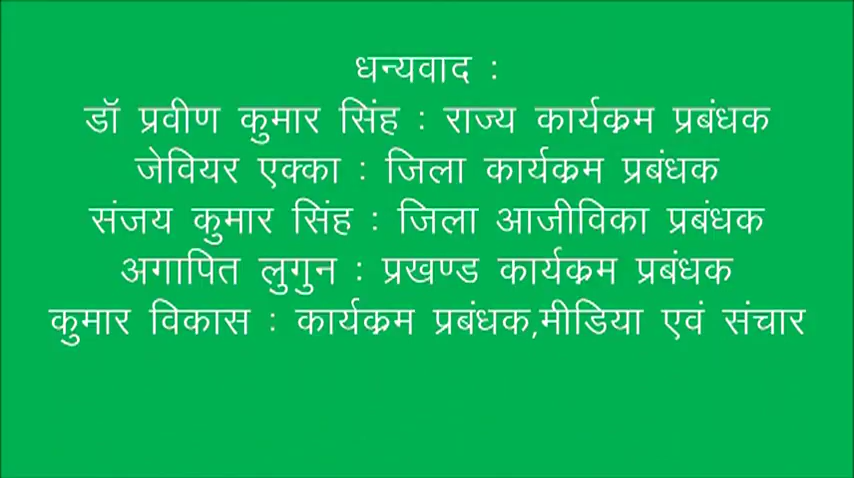 धन्यवाद :
डॉ प्रवीण कुमार सिंह : राज्य कार्यक्रम प्रबंधक
जेवियर एक्का : जिला कार्यक्रम प्रबंधक
संजय कुमार सिंह : जिला आजीविका प्रबंधक
अगापित लुगुन : प्रखण्ड कार्यक्रम प्रबंधक
कुमार विकास : कार्यक्रम प्रबंधक,मीडिया एवं संचार